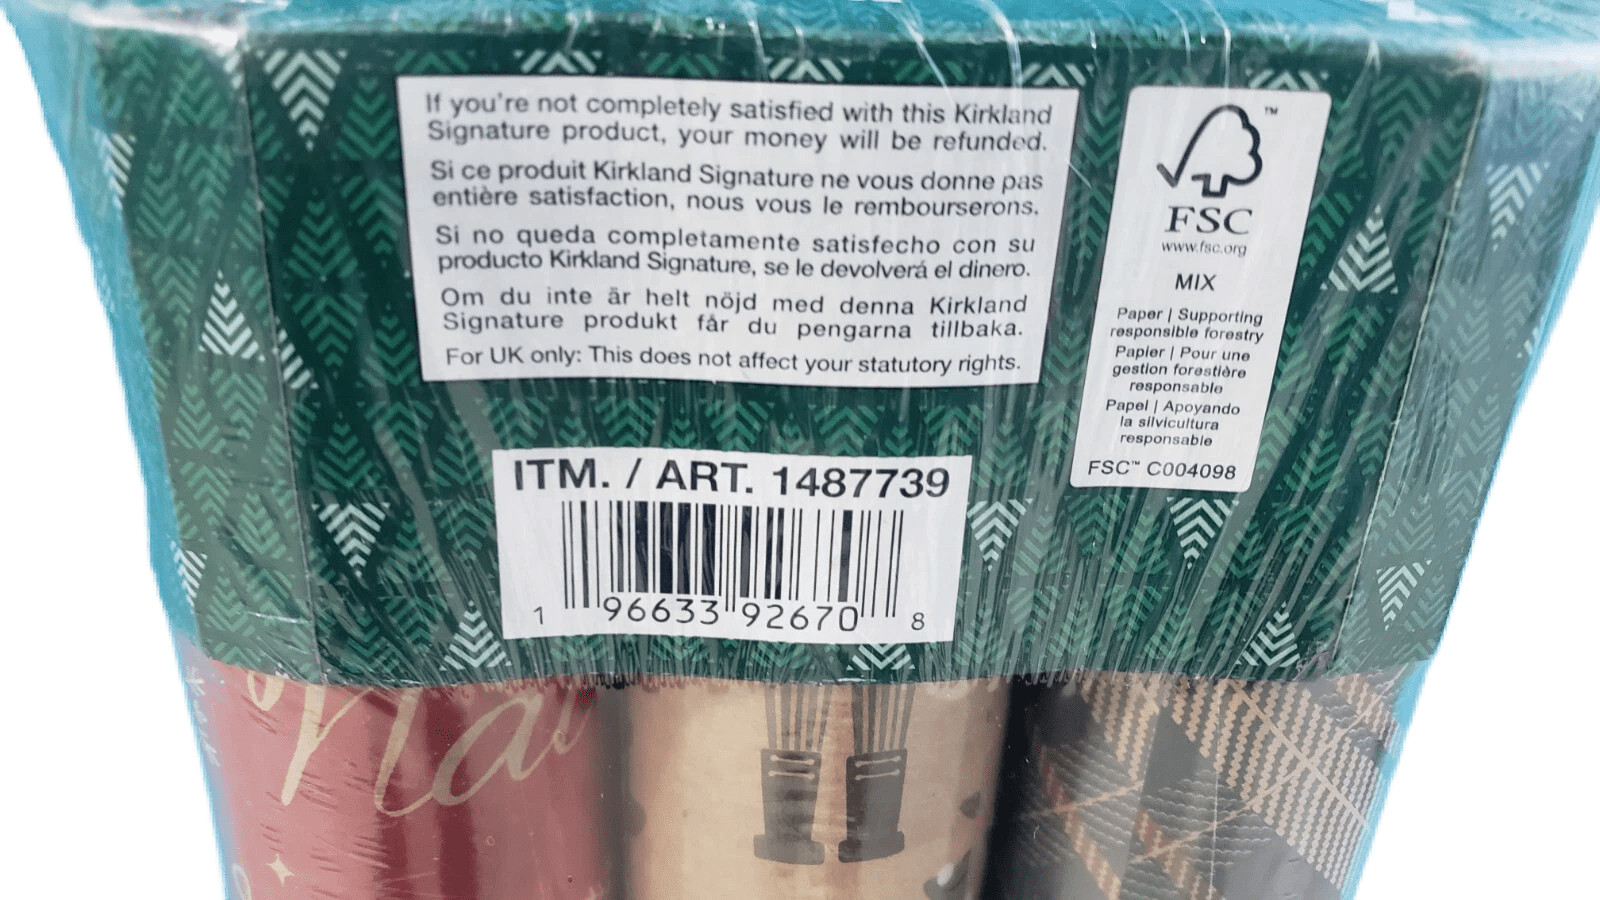 If you're not completely satisfied with this Kirkland
Signature product, your money will be refunded.
Si ce produit Kirkland Signature ne vous donne pas
entière satisfaction, nous vous le rembourserons.
Si no queda completamente satisfecho con su
producto Kirkland Signature, se le devolverá el dinero.
Om du inte är helt nöjd med denna Kirkland
Signature produkt får du pengarna tillbaka.
For UK only: This does not affect your statutory rights.
™
FSC
www.fsc.org
MIX
Paper | Supporting
responsible forestry
Papier | Pour une
gestion forestière
responsable
Papel | Apoyando
la silvicultura
responsable
FSC™ C004098
ITM. / ART. 1487739
1 96633 92670 8